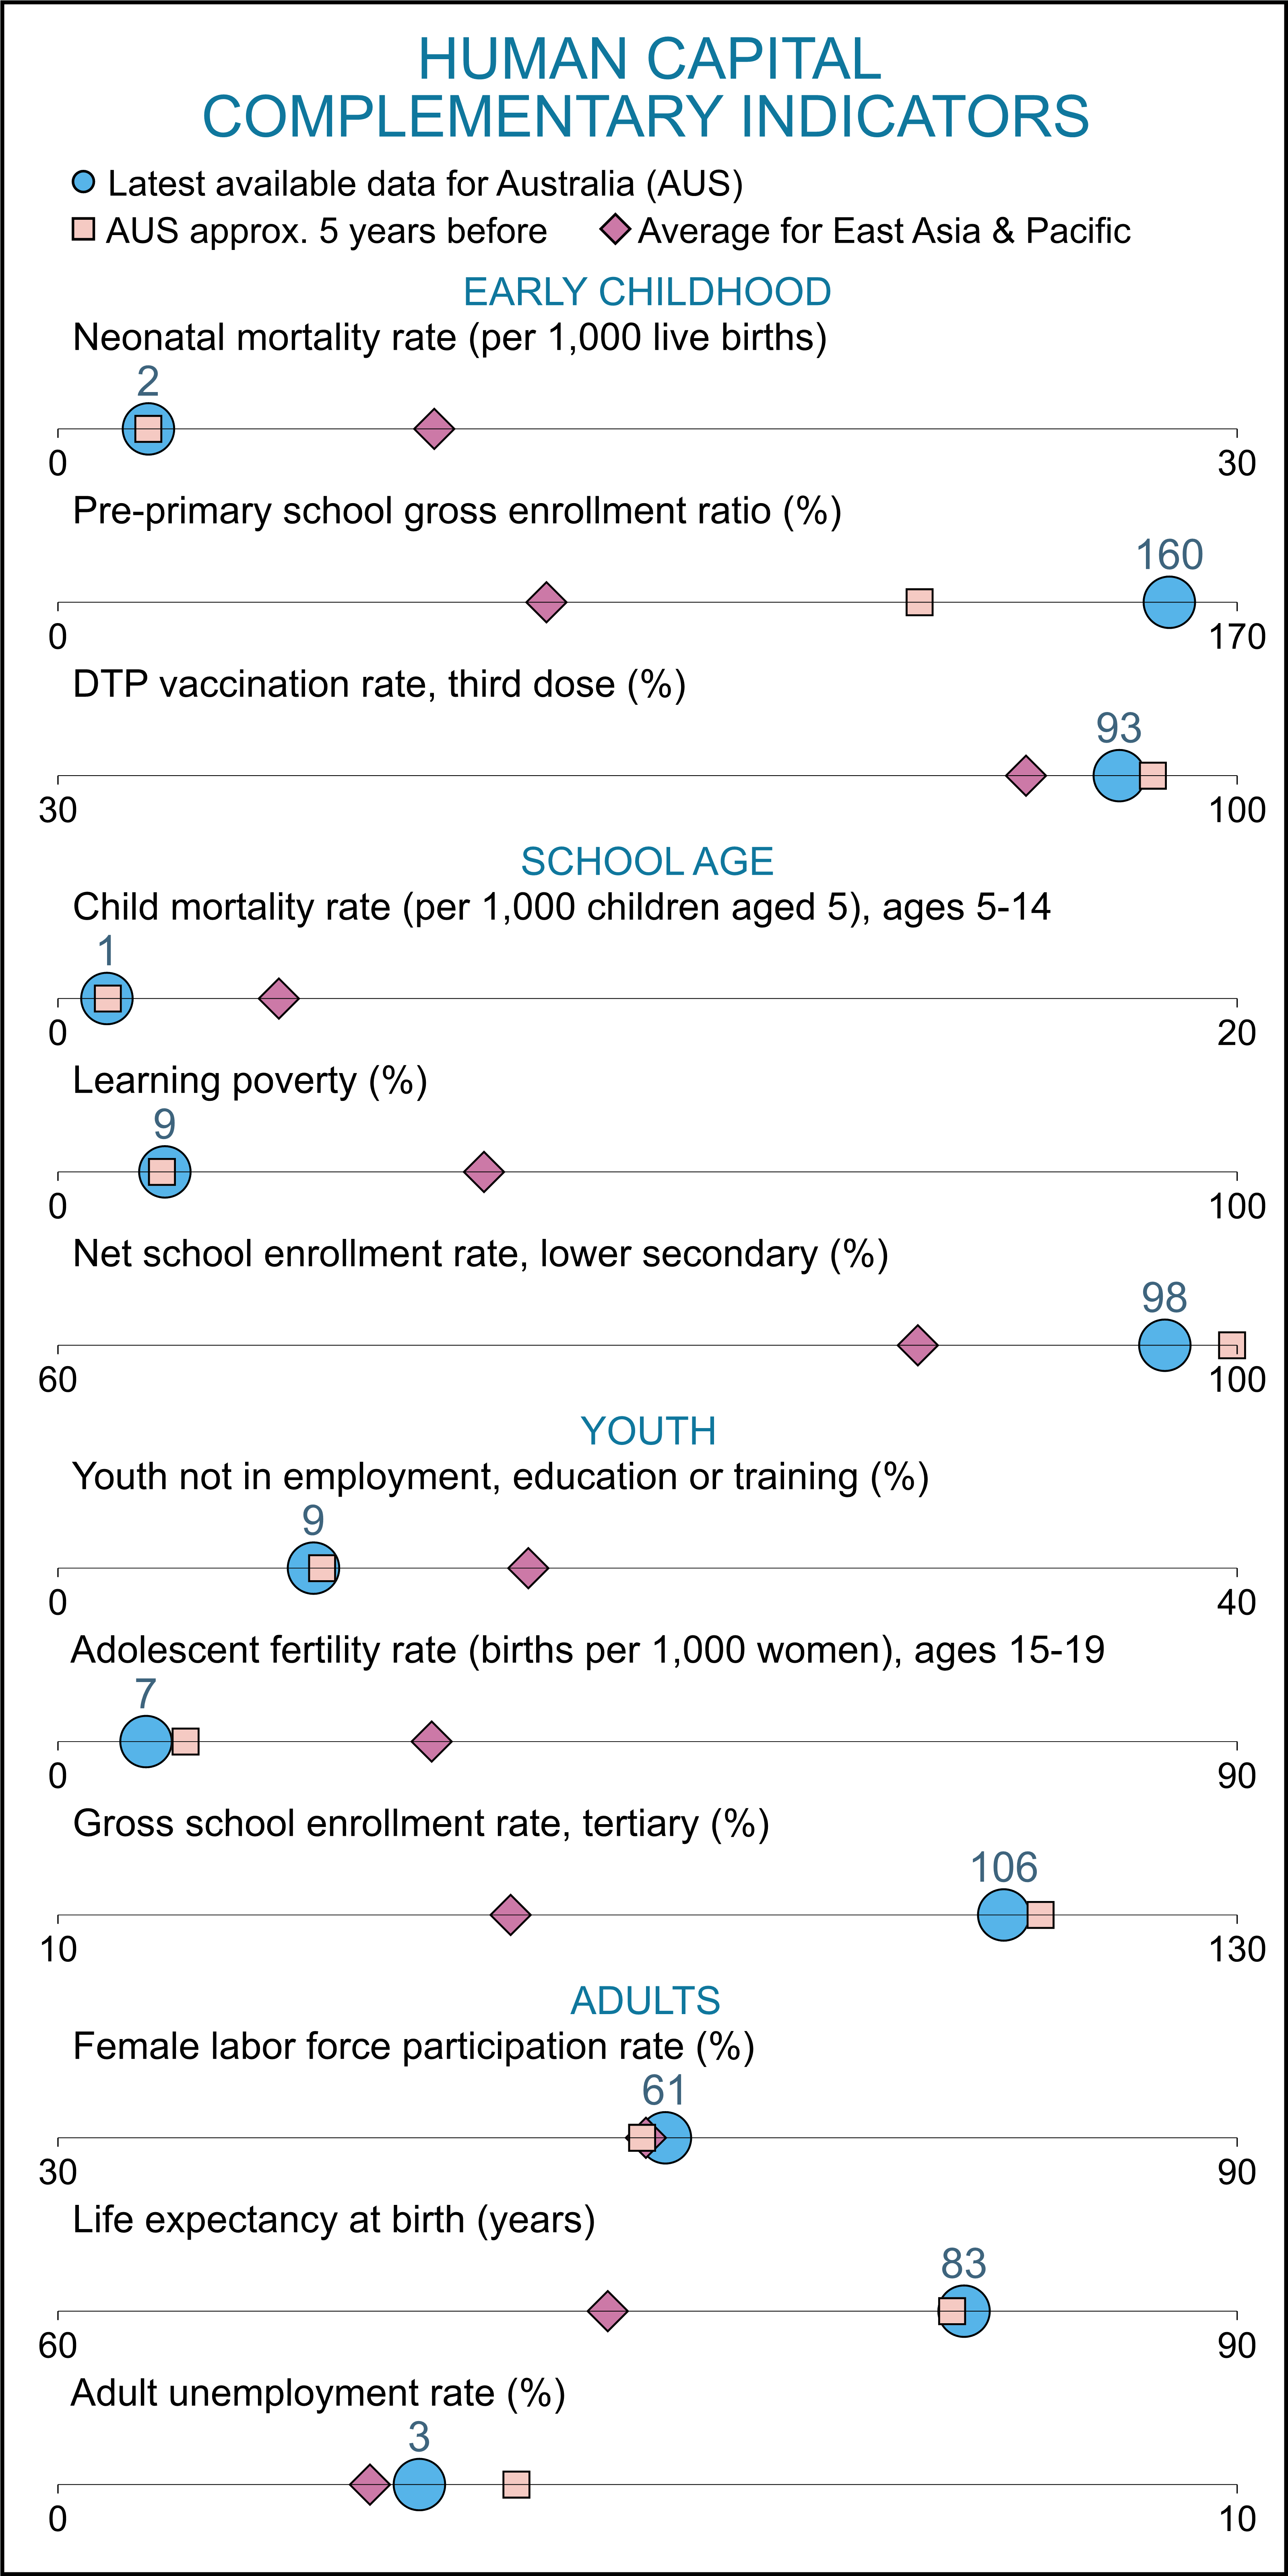 HUMAN CAPITAL
COMPLEMENTARY INDICATORS
Latest available data for Australia (AUS)
AUS approx. 5 years before
Average for East Asia & Pacific
EARLY CHILDHOOD
Neonatal mortality rate (per 1,000 live births)
2
0
30
Pre-primary school gross enrollment ratio (%)
160
0
170
DTP vaccination rate, third dose (%)
93
30
100
SCHOOL AGE
Child mortality rate (per 1,000 children aged 5), ages 5-14
1
0
20
Learning poverty (%)
9
0
100
Net school enrollment rate, lower secondary (%)
98
60
100
YOUTH
Youth not in employment, education or training (%)
9
0
40
Adolescent fertility rate (births per 1,000 women), ages 15-19
7
0
90
Gross school enrollment rate, tertiary (%)
106
10
130
ADULTS
Female labor force participation rate (%)
61
30
90
Life expectancy at birth (years)
83
60
90
Adult unemployment rate (%)
3
0
10